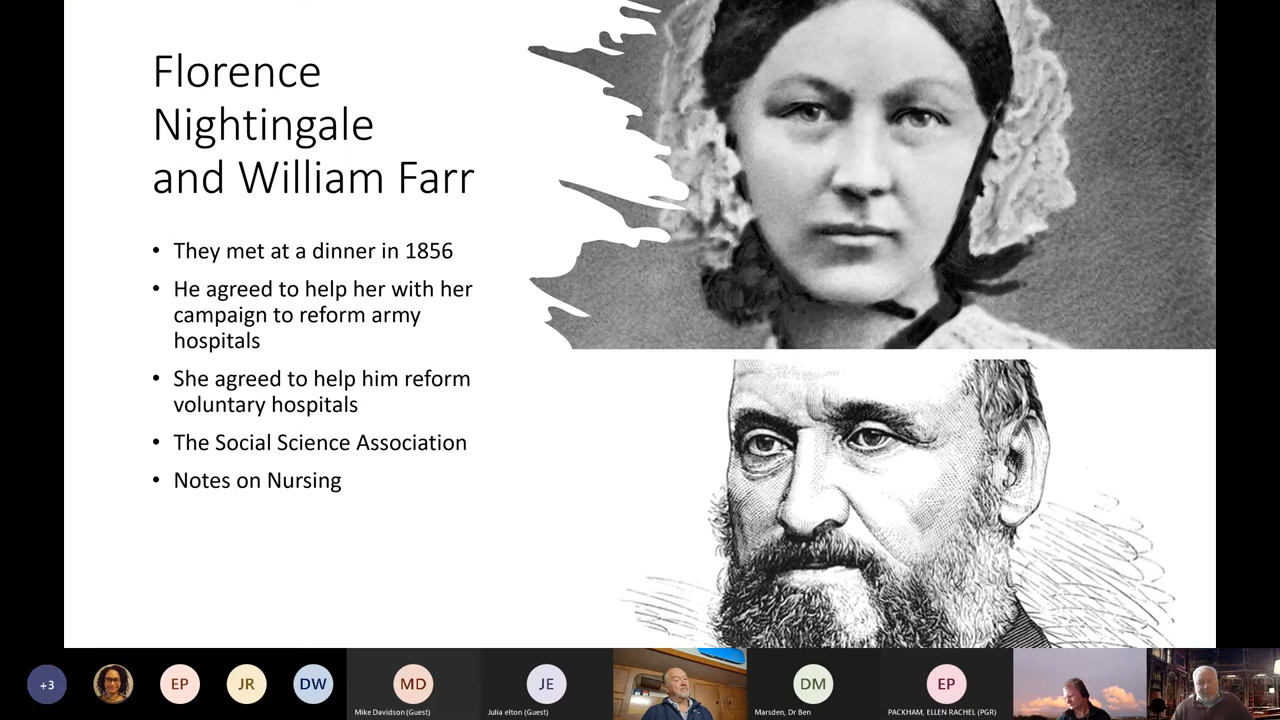 Florence
Nightingale
and William Farr
• They met at a dinner in 1856
• He agreed to help her with her
campaign to reform army
hospitals
• She agreed to help him reform
voluntary hospitals
• The Social Science Association
• Notes on Nursing
+3
EP
JR
DW
MD
Mike Davidson (Guest)
JE
Julia elton (Guest)
DM
Marsden, Dr Ben
EP
PACKHAM, ELLEN RACHEL (PGR)